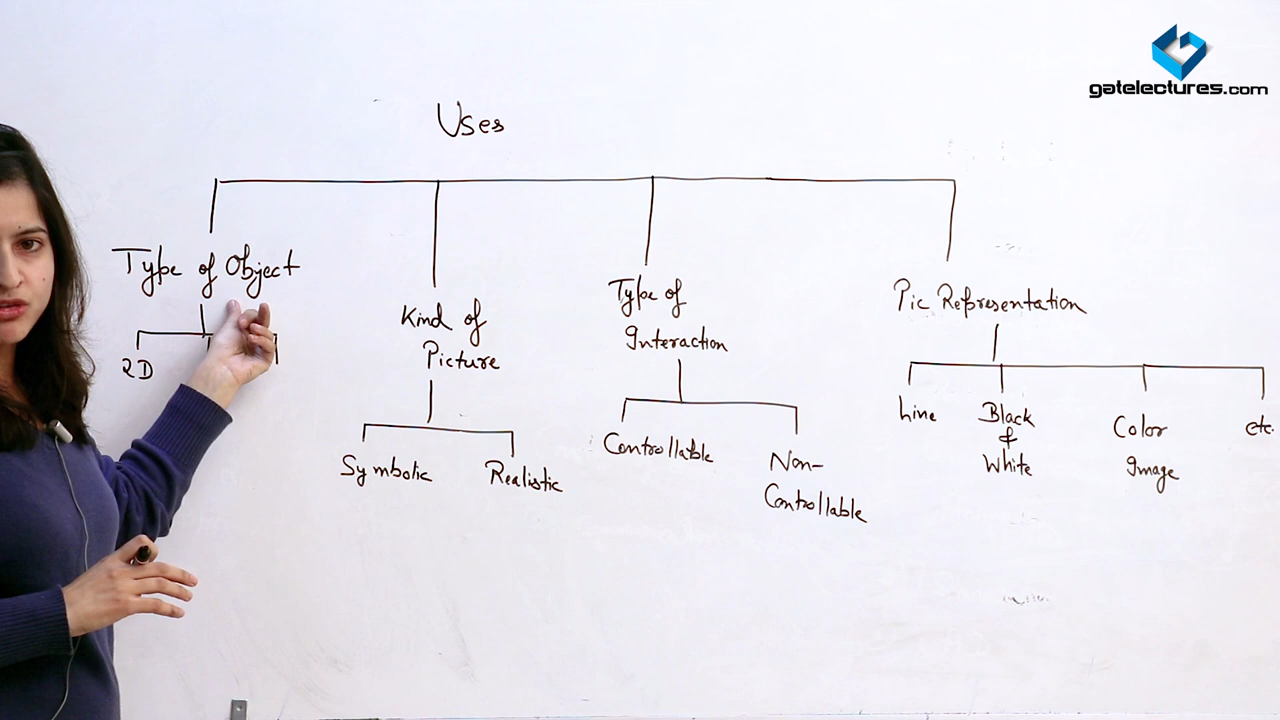 gatelectures.com
Uses
Type of Object
2D
Kind of
Picture
Symbolic
Realistic
Type of
Interaction
Controllable
Non-
Controllable
Pic Representation
Line
Black
&
White
Color
Image
etc.